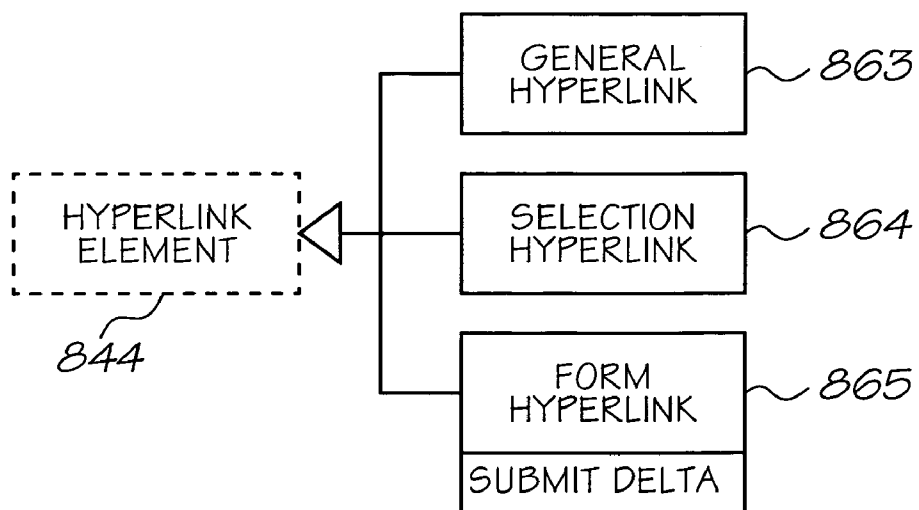 GENERAL
HYPERLINK
863
HYPERLINK
ELEMENT
844
SELECTION
HYPERLINK
864
FORM
HYPERLINK
865
SUBMIT DELTA